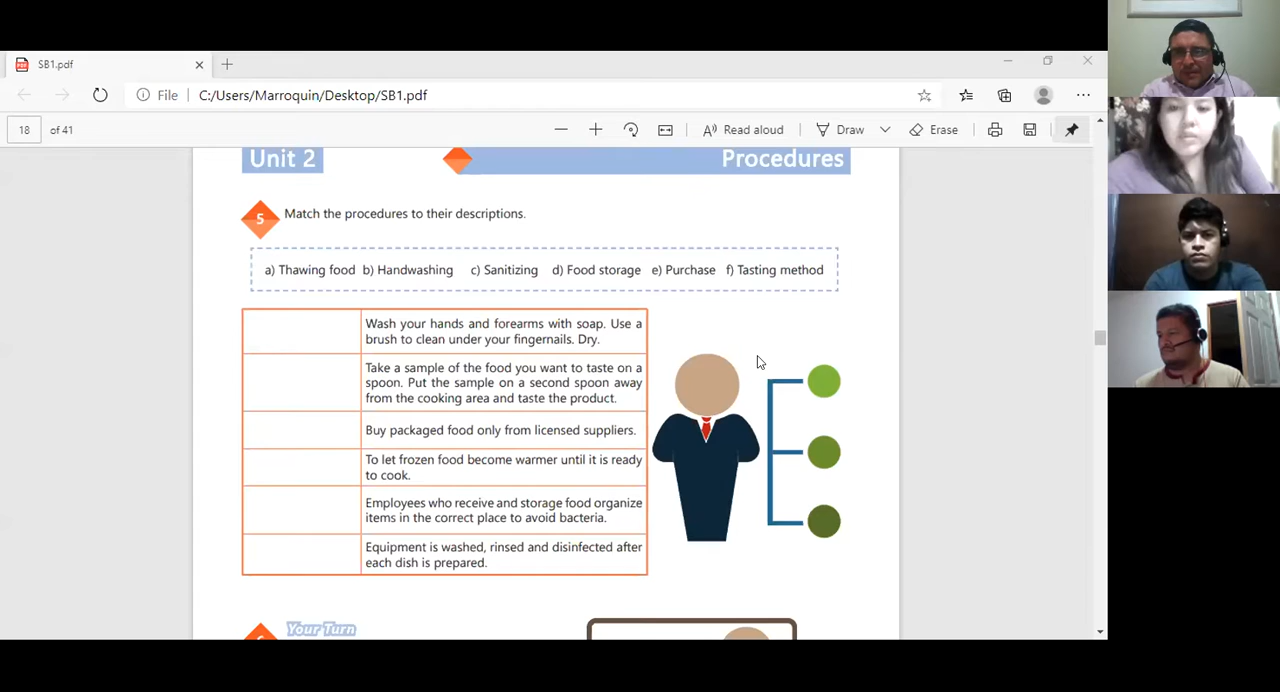 SB1.pdf
File
C:/Users/Marroquin/Desktop/SB1.pdf
18
of 41
Read aloud
Draw
Erase
Unit 2
Procedures
5
Match the procedures to their descriptions.
a) Thawing food b) Handwashing c) Sanitizing d) Food storage e) Purchase f) Tasting method
Wash your hands and forearms with soap. Use a
brush to clean under your fingernails. Dry.
Take a sample of the food you want to taste on a
spoon. Put the sample on a second spoon away
from the cooking area and taste the product.
Buy packaged food only from licensed suppliers.
To let frozen food become warmer until it is ready
to cook.
Employees who receive and storage food organize
items in the correct place to avoid bacteria.
Equipment is washed, rinsed and disinfected after
each dish is prepared.
Your Turn